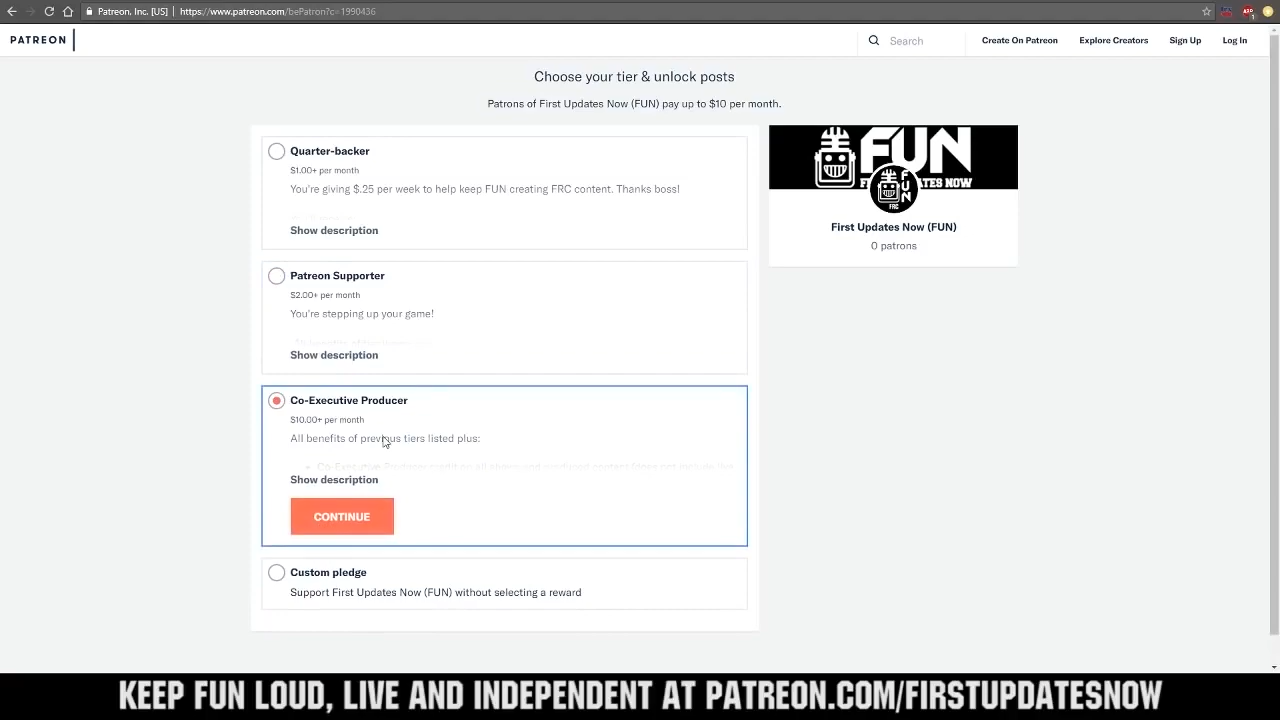 Patreon, Inc. [US] | https://www.patreon.com/bePatron?c=1990436
PATREON
Search
Create On Patreon
Explore Creators
Sign Up
Log In
Choose your tier & unlock posts
Patrons of First Updates Now (FUN) pay up to $10 per month.
Quarter-backer
$1.00+ per month
You're giving $.25 per week to help keep FUN creating FRC content. Thanks boss!
Show description
Patreon Supporter
$2.00+ per month
You're stepping up your game!
Show description
Co-Executive Producer
$10.00+ per month
All benefits of previous tiers listed plus:
Show description
CONTINUE
Custom pledge
Support First Updates Now (FUN) without selecting a reward
FUN
TES NOW
FUN
FRC
First Updates Now (FUN)
0 patrons
KEEP FUN LOUD, LIVE AND INDEPENDENT AT PATREON.COM/FIRSTUPDATESNOW